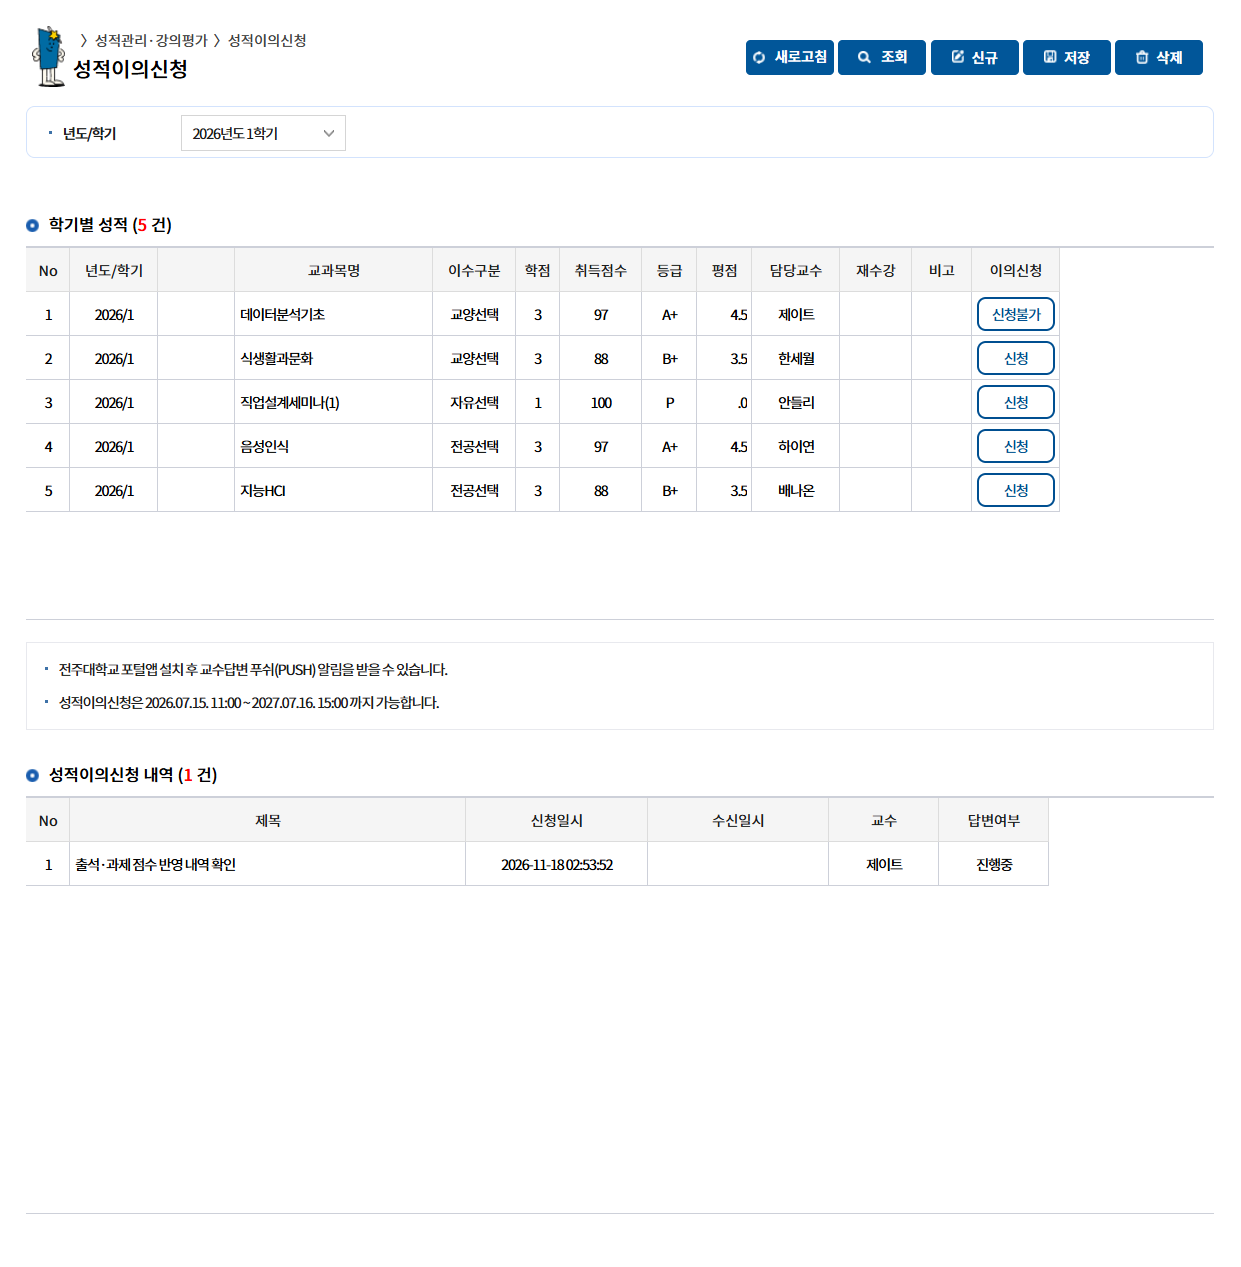 〉성적관리·강의평가 〉성적이의신청
성적이의신청
새로고침 조회 신규 저장 삭제
년도/학기 2026년도 1학기
학기별 성적 (5 건)
No 년도/학기 교과목명 이수구분 학점 취득점수 등급 평점 담당교수 재수강 비고 이의신청
1 2026/1 데이터분석기초 교양선택 3 97 A+ 4.5 제이트 신청불가
2 2026/1 식생활과문화 교양선택 3 88 B+ 3.5 한세월 신청
3 2026/1 직업설계세미나(1) 자유선택 1 100 P .0 안들리 신청
4 2026/1 음성인식 전공선택 3 97 A+ 4.5 하이연 신청
5 2026/1 지능HCI 전공선택 3 88 B+ 3.5 배나온 신청
전주대학교 포털앱 설치 후 교수답변 푸쉬(PUSH) 알림을 받을 수 있습니다.
성적이의신청은 2026.07.15. 11:00 ~ 2027.07.16. 15:00 까지 가능합니다.
성적이의신청 내역 (1 건)
No 제목 신청일시 수신일시 교수 답변여부
1 출석·과제 점수 반영 내역 확인 2026-11-18 02:53:52 제이트 진행중